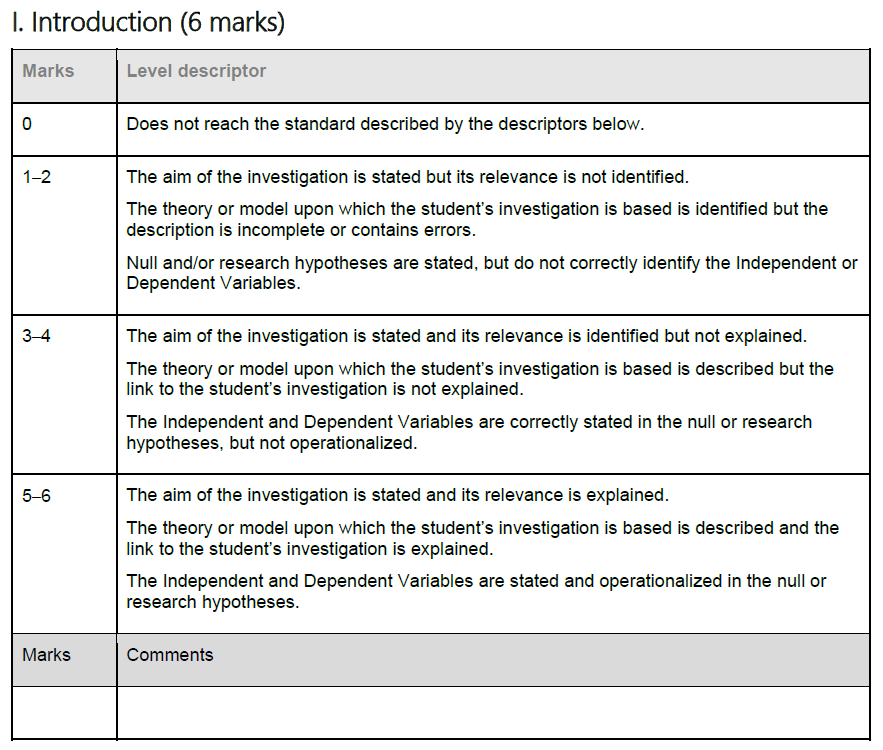 I. Introduction (6 marks)
Marks Level descriptor
0 Does not reach the standard described by the descriptors below.
1–2 The aim of the investigation is stated but its relevance is not identified.
The theory or model upon which the student's investigation is based is identified but the
description is incomplete or contains errors.
Null and/or research hypotheses are stated, but do not correctly identify the Independent or
Dependent Variables.
3–4 The aim of the investigation is stated and its relevance is identified but not explained.
The theory or model upon which the student's investigation is based is described but the
link to the student's investigation is not explained.
The Independent and Dependent Variables are correctly stated in the null or research
hypotheses, but not operationalized.
5–6 The aim of the investigation is stated and its relevance is explained.
The theory or model upon which the student's investigation is based is described and the
link to the student's investigation is explained.
The Independent and Dependent Variables are stated and operationalized in the null or
research hypotheses.
Marks Comments